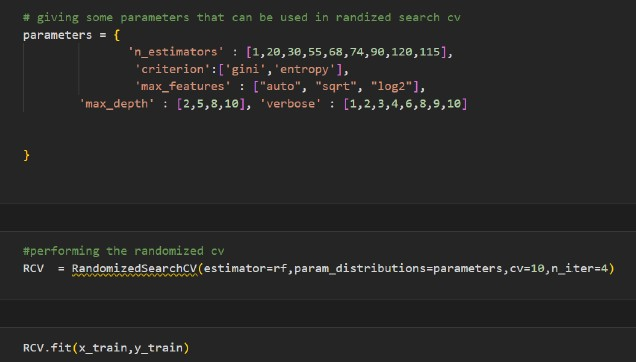 # giving some parameters that can be used in randized search cv
parameters = {
'n_estimators' : [1,20,30,55,68,74,90,120,115],
'criterion':['gini','entropy'],
'max_features' : ["auto", "sqrt", "log2"],
'max_depth' : [2,5,8,10], 'verbose' : [1,2,3,4,6,8,9,10]
}
#performing the randomized cv
RCV  = RandomizedSearchCV(estimator=rf,param_distributions=parameters,cv=10,n_iter=4)
RCV.fit(x_train,y_train)